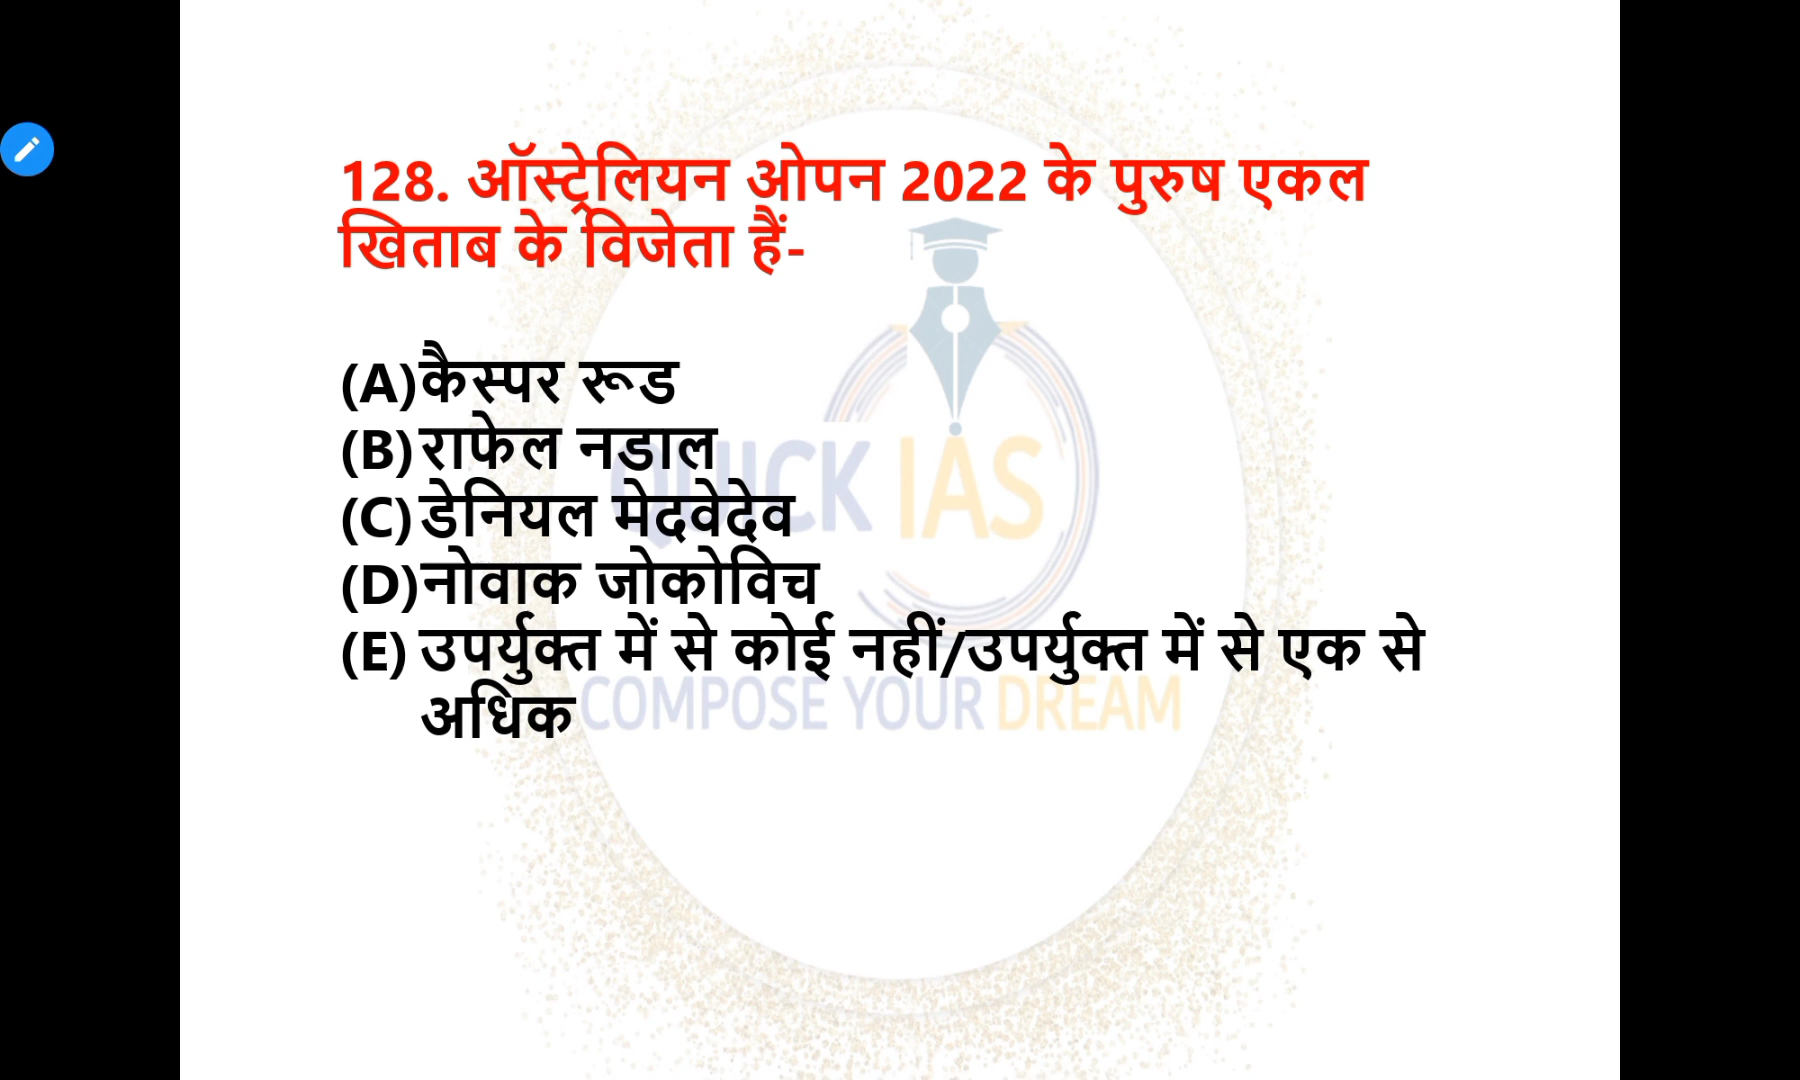 128. ऑस्ट्रेलियन ओपन 2022 के पुरुष एकल
खिताब के विजेता हैं-
(A) कैस्पर रूड
(B) राफेल नडाल
(C) डेनियल मेदवेदेव
(D) नोवाक जोकोविच
(E) उपर्युक्त में से कोई नहीं/उपर्युक्त में से एक से
अधिक
QUICK IAS
COMPOSE YOUR DREAM